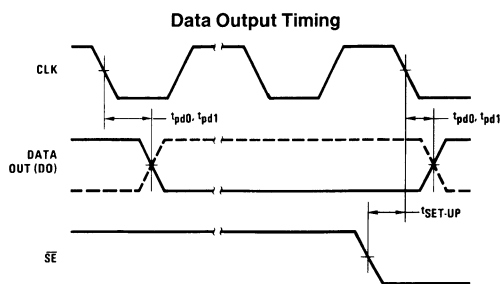 Data Output Timing
CLK
tpd0, tpd1
tpd0, tpd1
DATA
OUT (DO)
tSET-UP
SE